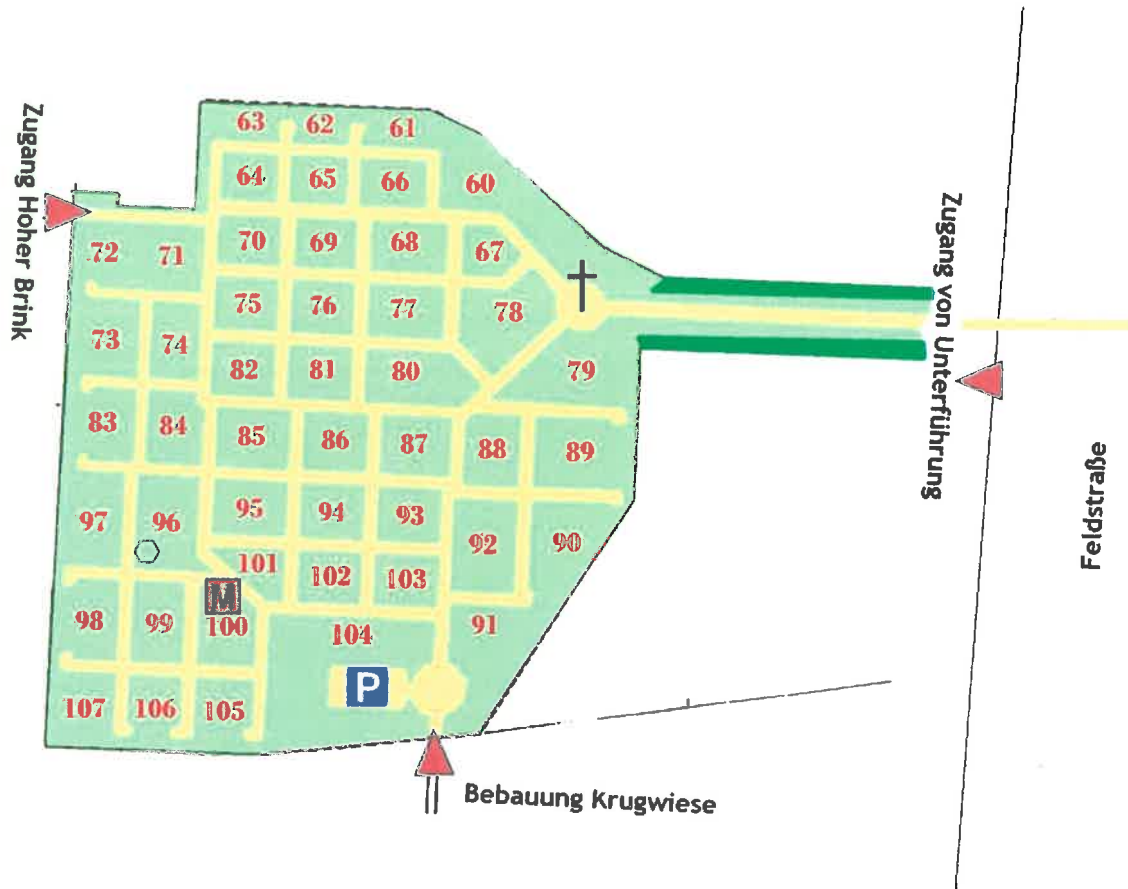 63 62 61
64 65 66 60
70 69 68 67
72 71
75 76 77 78
73 74
82 81 80 79
83 84 85 86 87 88 89
97 96 95 94 93 92 90
101 102 103
98 99 100 104 91
M
P
107 106 105
Zugang Hoher Brink
Zugang von Unterführung
Feldstraße
Bebauung Krugwiese